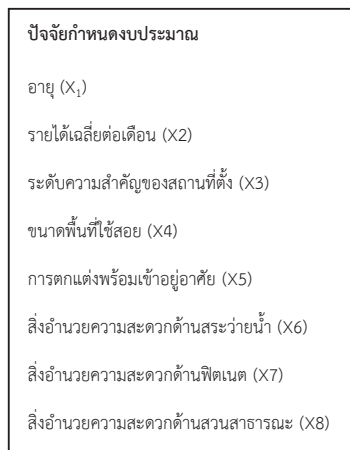 ปัจจัยกำหนดงบประมาณ
อายุ (X₁)
รายได้เฉลี่ยต่อเดือน (X2)
ระดับความสำคัญของสถานที่ตั้ง (X3)
ขนาดพื้นที่ใช้สอย (X4)
การตกแต่งพร้อมเข้าอยู่อาศัย (X5)
สิ่งอำนวยความสะดวกด้านสระว่ายน้ำ (X6)
สิ่งอำนวยความสะดวกด้านฟิตเนต (X7)
สิ่งอำนวยความสะดวกด้านสวนสาธารณะ (X8)